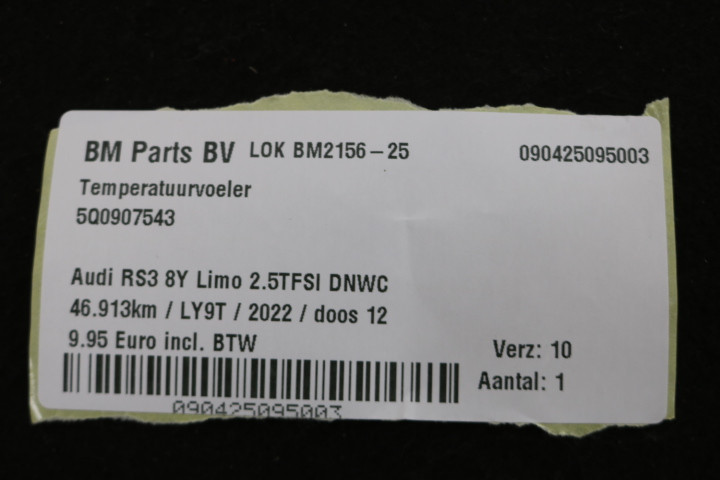 BM Parts BV LOK BM2156-25 090425095003
Temperatuurvoeler
5Q0907543
Audi RS3 8Y Limo 2.5TFSI DNWC
46.913km / LY9T / 2022 / doos 12
9.95 Euro incl. BTW
Verz: 10
Aantal: 1
090425095003